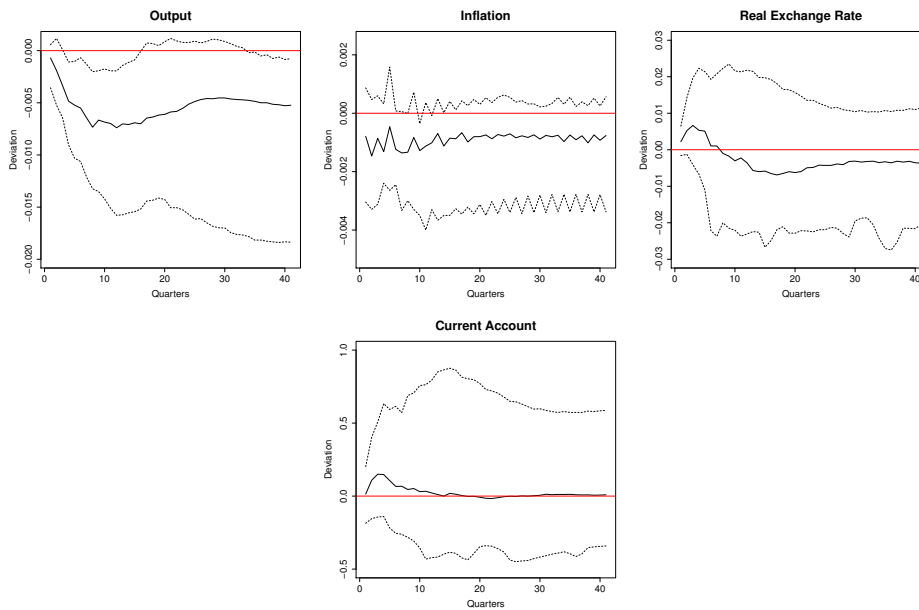 Output
0.000
−0.005
−0.010
−0.015
−0.020
Deviation
0 10 20 30 40
Quarters
Inflation
0.002
0.000
−0.002
−0.004
Deviation
0 10 20 30 40
Quarters
Real Exchange Rate
0.03
0.02
0.01
0.00
−0.01
−0.02
−0.03
Deviation
0 10 20 30 40
Quarters
Current Account
1.0
0.5
0.0
−0.5
Deviation
0 10 20 30 40
Quarters